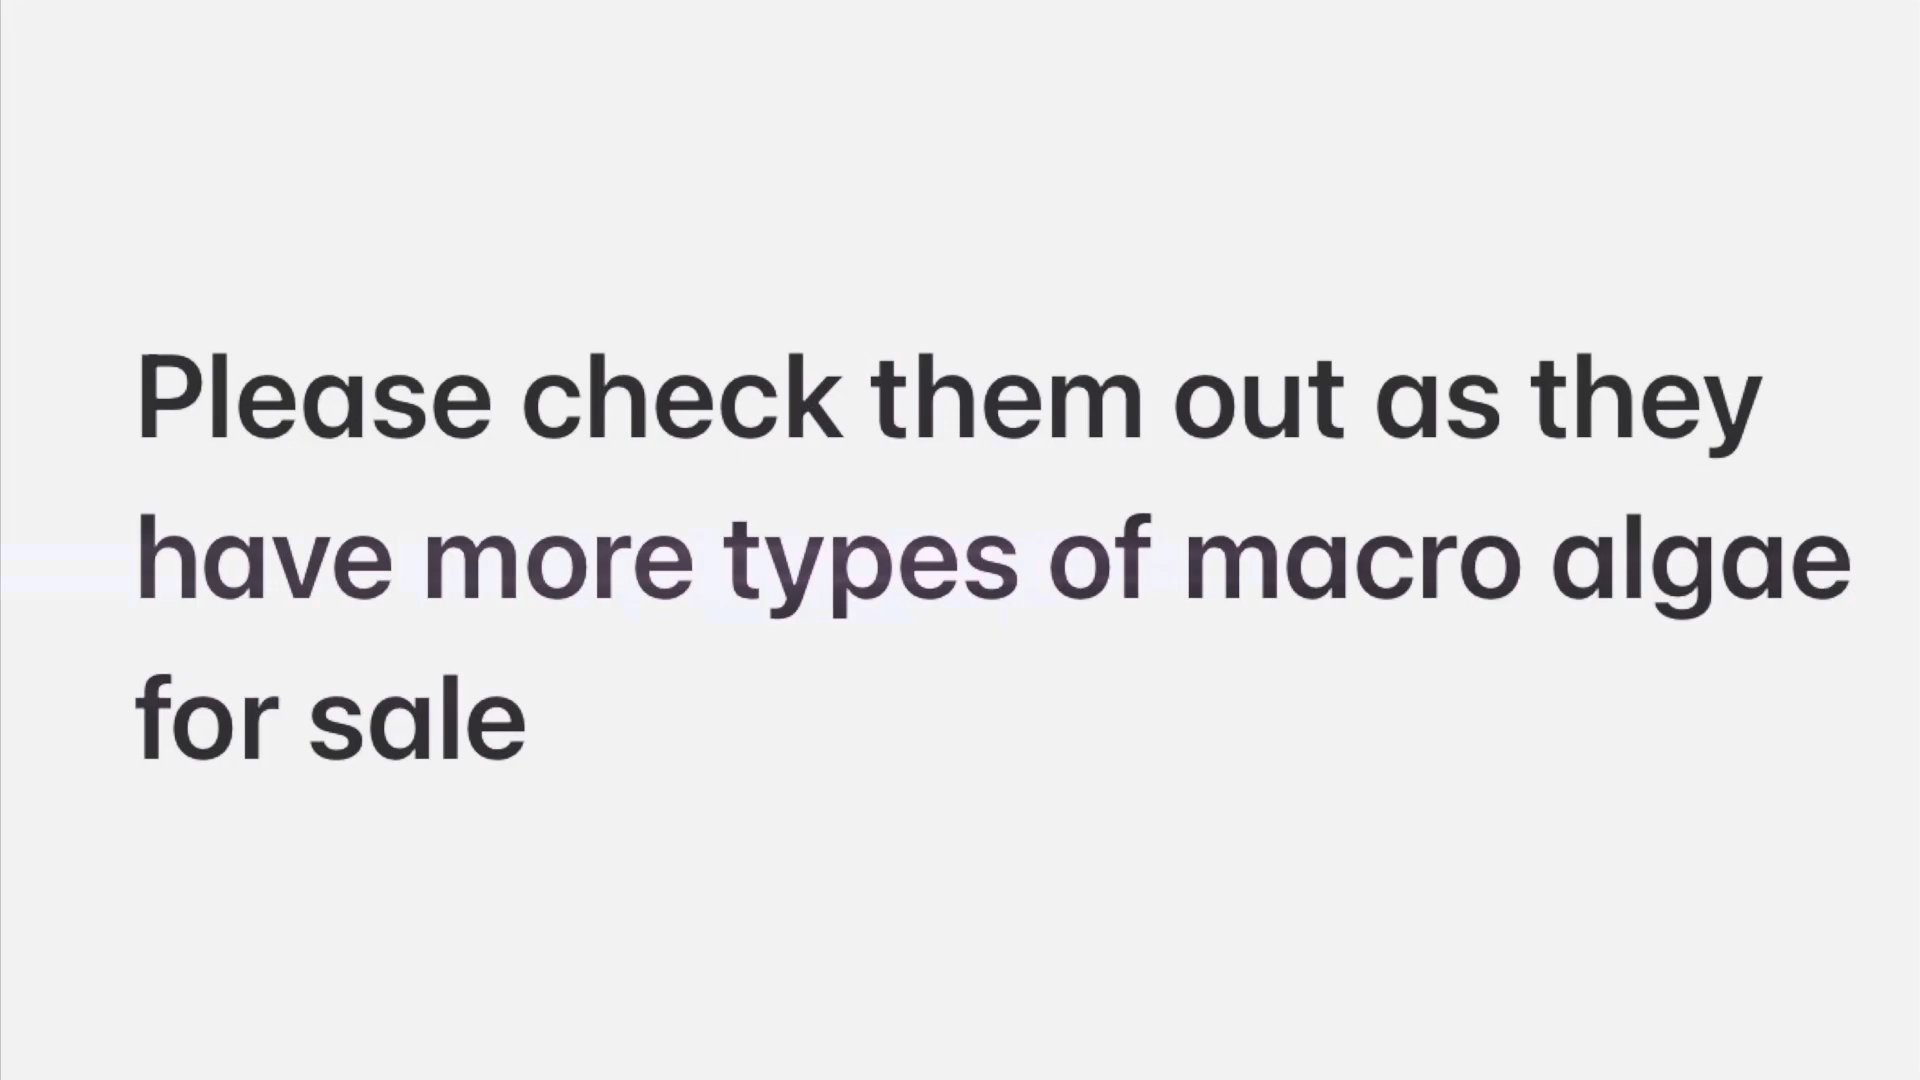 Please check them out as they
have more types of macro algae
for sale